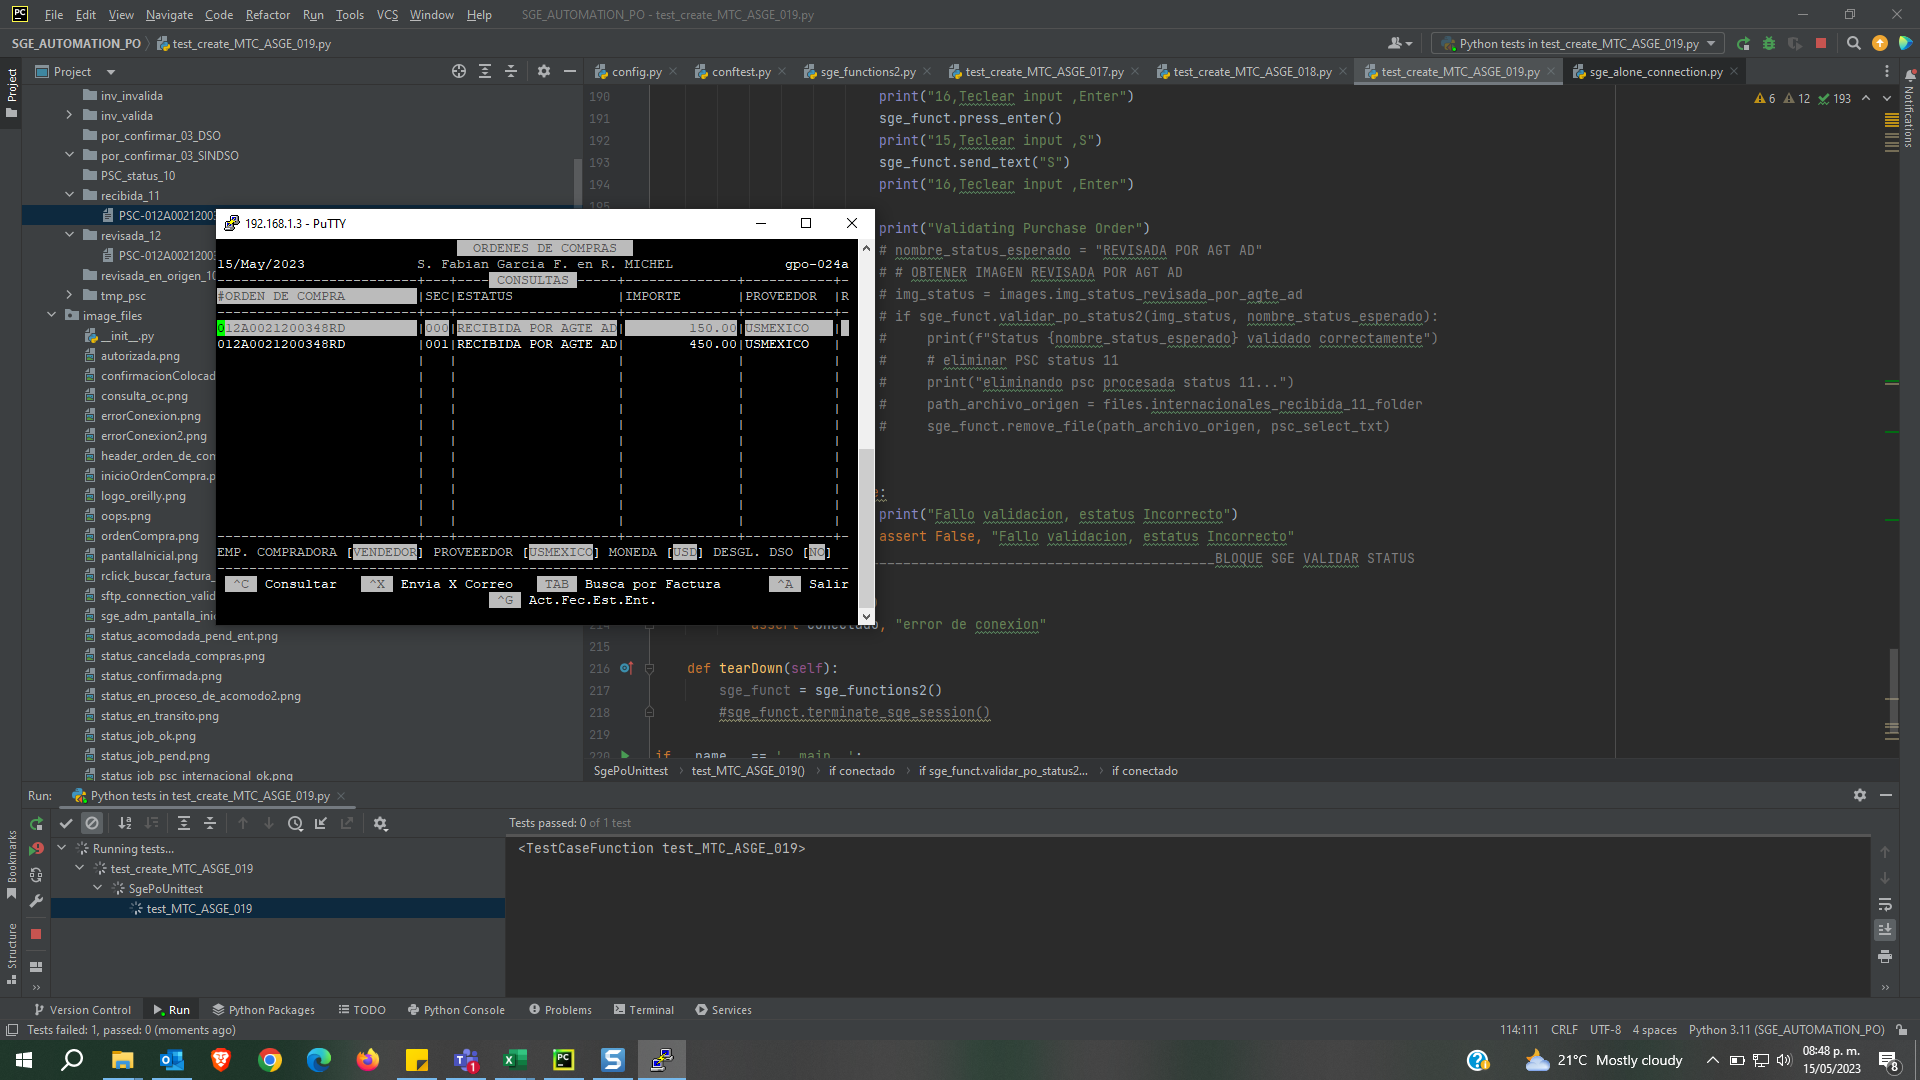 File Edit View Navigate Code Refactor Run Tools VCS Window Help SGE_AUTOMATION_PO - test_create_MTC_ASGE_019.py
SGE_AUTOMATION_PO test_create_MTC_ASGE_019.py Python tests in test_create_MTC_ASGE_019.py
Project
Project
config.py conftest.py sge_functions2.py test_create_MTC_ASGE_017.py test_create_MTC_ASGE_018.py test_create_MTC_ASGE_019.py sge_alone_connection.py
Notifications
6 12 193
inv_invalida
inv_valida
por_confirmar_03_DSO
por_confirmar_03_SINDSO
PSC_status_10
recibida_11
PSC-012A00212003
revisada_12
PSC-012A00212003
revisada_en_origen_10
tmp_psc
image_files
__init__.py
autorizada.png
confirmacionColocad
consulta_oc.png
errorConexion.png
errorConexion2.png
header_orden_de_con
inicioOrdenCompra.p
logo_oreilly.png
oops.png
ordenCompra.png
pantallaInicial.png
rclick_buscar_factura_
sftp_connection_valid
sge_adm_pantalla_inic
status_acomodada_pend_ent.png
status_cancelada_compras.png
status_confirmada.png
status_en_proceso_de_acomodo2.png
status_en_transito.png
status_job_ok.png
status_job_pend.png
status_job_psc_internacional_ok.png
190 print("16,Teclear input ,Enter")
191 sge_funct.press_enter()
192 print("15,Teclear input ,S")
193 sge_funct.send_text("S")
194 print("16,Teclear input ,Enter")
195
print("Validating Purchase Order")
# nombre_status_esperado = "REVISADA POR AGT AD"
# # OBTENER IMAGEN REVISADA POR AGT AD
# img_status = images.img_status_revisada_por_agte_ad
# if sge_funct.validar_po_status2(img_status, nombre_status_esperado):
#     print(f"Status {nombre_status_esperado} validado correctamente")
#     # eliminar PSC status 11
#     print("eliminando psc procesada status 11...")
#     path_archivo_origen = files.internacionales_recibida_11_folder
#     sge_funct.remove_file(path_archivo_origen, psc_select_txt)
e:
print("Fallo validacion, estatus Incorrecto")
assert False, "Fallo validacion, estatus Incorrecto"
BLOQUE SGE VALIDAR STATUS
214 assert conectado, "error de conexion"
215
216 def tearDown(self):
217 sge_funct = sge_functions2()
218 #sge_funct.terminate_sge_session()
219
220 if __name__ == '__main__':
SgePoUnittest test_MTC_ASGE_019() if conectado if sge_funct.validar_po_status2... if conectado
192.168.1.3 - PuTTY
ORDENES DE COMPRAS
15/May/2023 S. Fabian Garcia F. en R. MICHEL gpo-024a
CONSULTAS
#ORDEN DE COMPRA |SEC|ESTATUS |IMPORTE |PROVEEDOR |R
012A0021200348RD |000|RECIBIDA POR AGTE AD| 150.00|USMEXICO |
012A0021200348RD |001|RECIBIDA POR AGTE AD| 450.00|USMEXICO |
EMP. COMPRADORA [VENDEDOR] PROVEEEDOR [USMEXICO] MONEDA [USD] DESGL. DSO [NO]
^C Consultar ^X Envia X Correo TAB Busca por Factura ^A Salir
^G Act.Fec.Est.Ent.
Run: Python tests in test_create_MTC_ASGE_019.py
Tests passed: 0 of 1 test
Running tests...
test_create_MTC_ASGE_019
SgePoUnittest
test_MTC_ASGE_019
<TestCaseFunction test_MTC_ASGE_019>
Bookmarks
Structure
Version Control Run Python Packages TODO Python Console Problems Terminal Services
Tests failed: 1, passed: 0 (moments ago) 114:111 CRLF UTF-8 4 spaces Python 3.11 (SGE_AUTOMATION_PO)
21°C Mostly cloudy
08:48 p. m.
15/05/2023
8